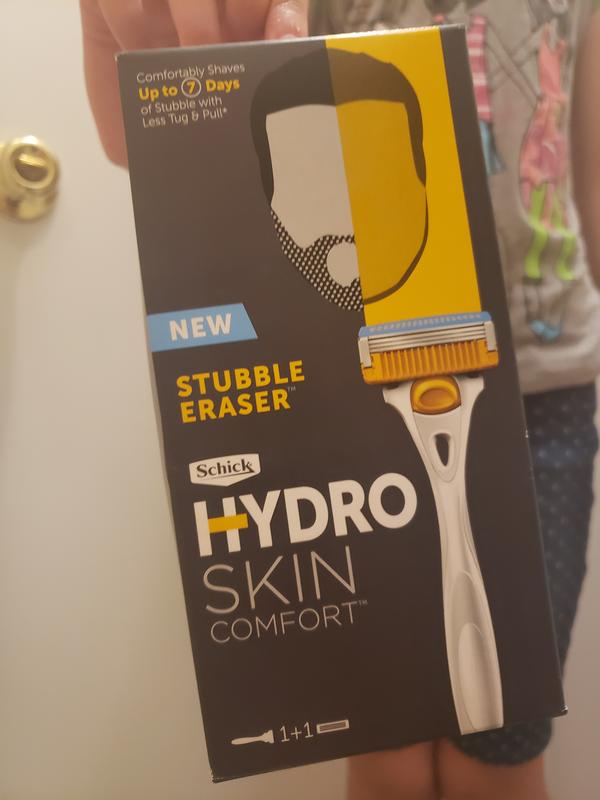 Comfortably Shaves
Up to 7 Days
of Stubble with
Less Tug & Pull*
NEW
STUBBLE
ERASER™
Schick
HYDRO
SKIN
COMFORT™
1+1